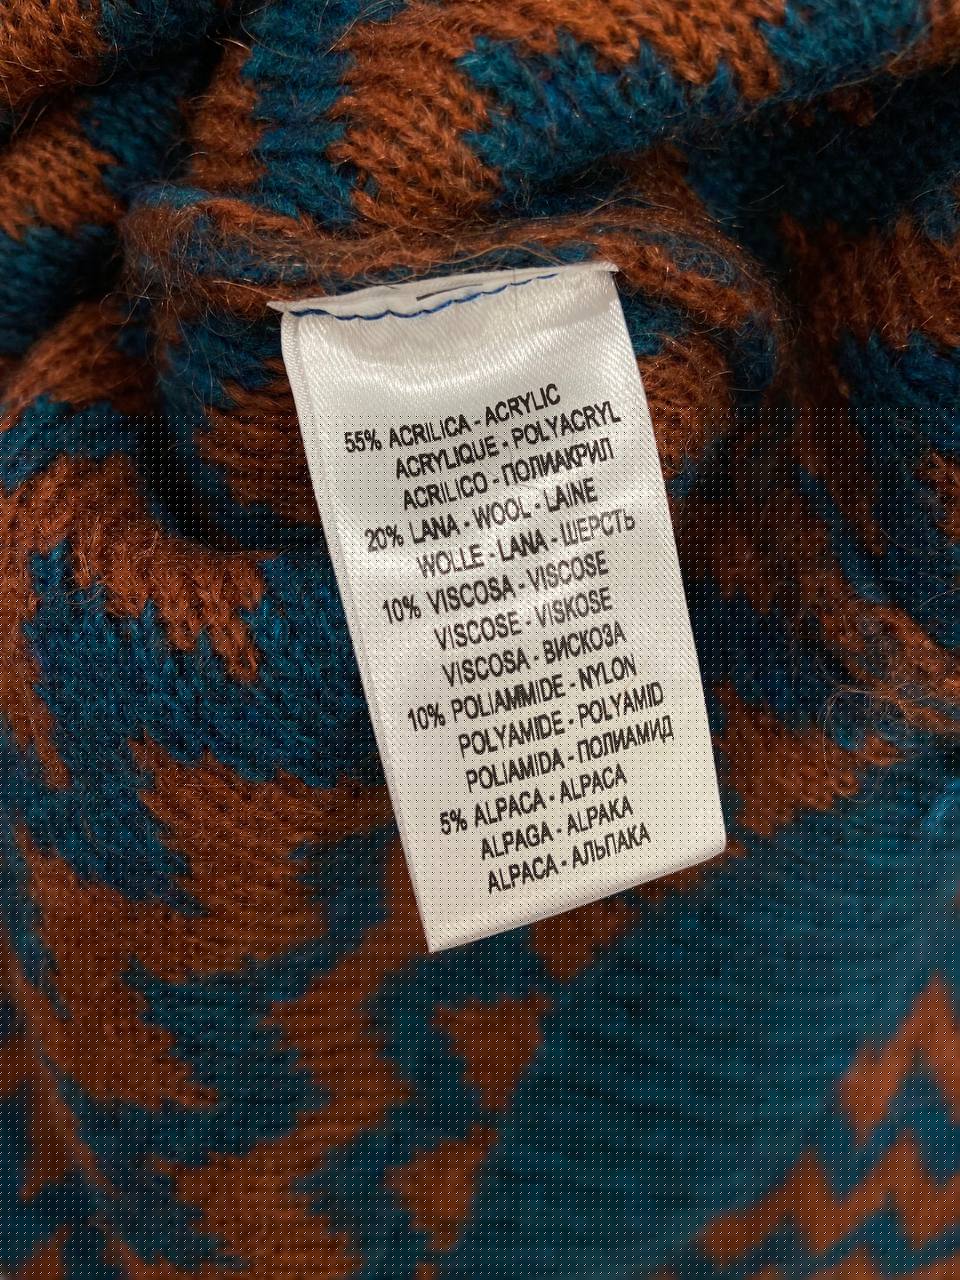 55% ACRILICA - ACRYLIC
ACRYLIQUE - POLYACRYL
ACRILICO - ПОЛИАКРИЛ
20% LANA - WOOL - LAINE
WOLLE - LANA - ШЕРСТЬ
10% VISCOSA - VISCOSE
VISCOSE - VISKOSE
VISCOSA - ВИСКОЗА
10% POLIAMMIDE - NYLON
POLYAMIDE - POLYAMID
POLIAMIDA - ПОЛИАМИД
5% ALPACA - ALPACA
ALPAGA - ALPAKA
ALPACA - АЛЬПАКА